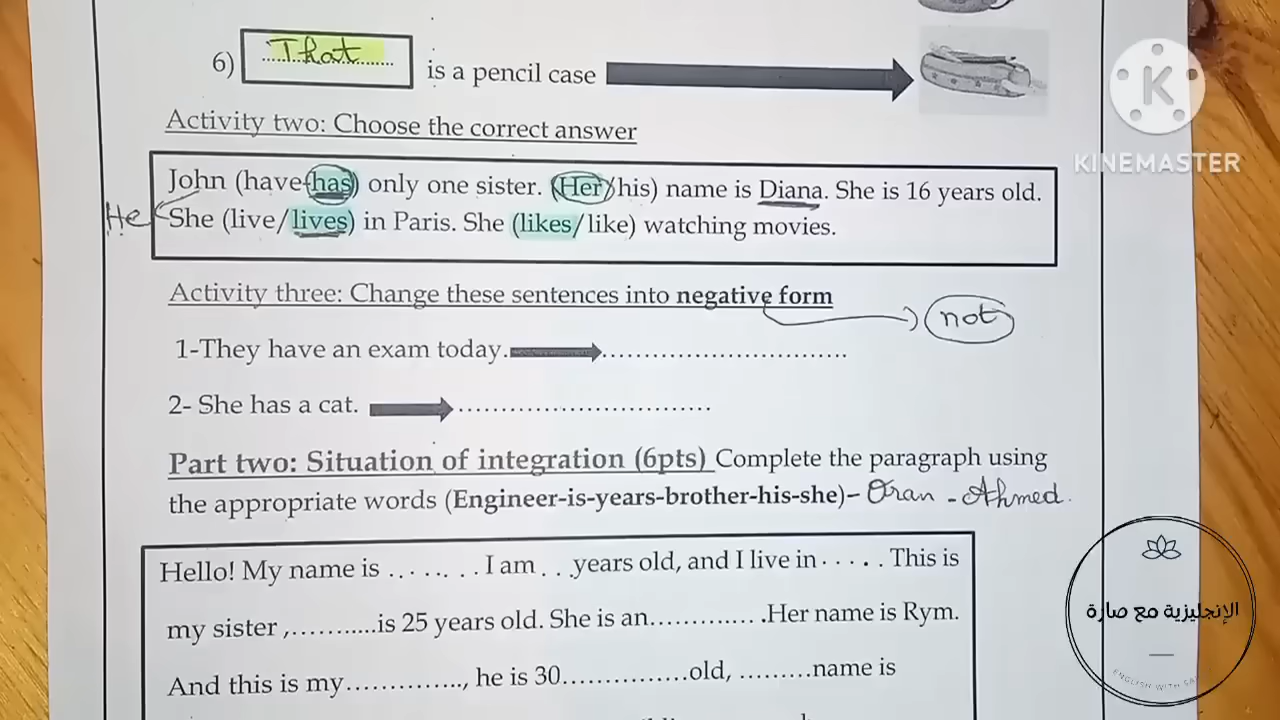 6) ...That... is a pencil case
Activity two: Choose the correct answer
John (have/has) only one sister. (Her/his) name is Diana. She is 16 years old.
He
She (live/lives) in Paris. She (likes/like) watching movies.
Activity three: Change these sentences into negative form
not
1-They have an exam today. ..............................
2- She has a cat. ..............................
Part two: Situation of integration (6pts) Complete the paragraph using
the appropriate words (Engineer-is-years-brother-his-she)- Oran - Ahmed.
Hello! My name is ....... I am ...years old, and I live in ..... This is
my sister ,..........is 25 years old. She is an.............Her name is Rym.
And this is my............., he is 30...............old, .........name is
K
KINEMASTER
الإنجليزية مع صارة